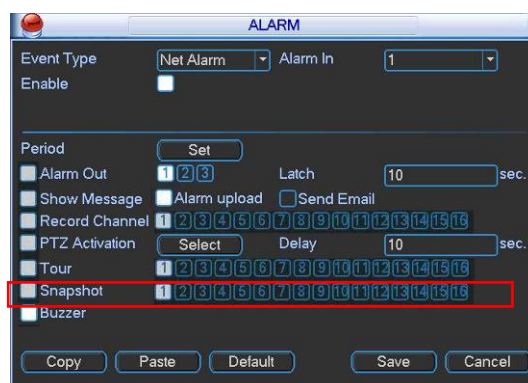 ALARM
Event Type Net Alarm Alarm In 1
Enable
Period Set
Alarm Out 1 2 3 Latch 10 sec.
Show Message Alarm upload Send Email
Record Channel 1 2 3 4 5 6 7 8 9 10 11 12 13 14 15 16
PTZ Activation Select Delay 10 sec.
Tour 1 2 3 4 5 6 7 8 9 10 11 12 13 14 15 16
Snapshot 1 2 3 4 5 6 7 8 9 10 11 12 13 14 15 16
Buzzer
Copy Paste Default Save Cancel